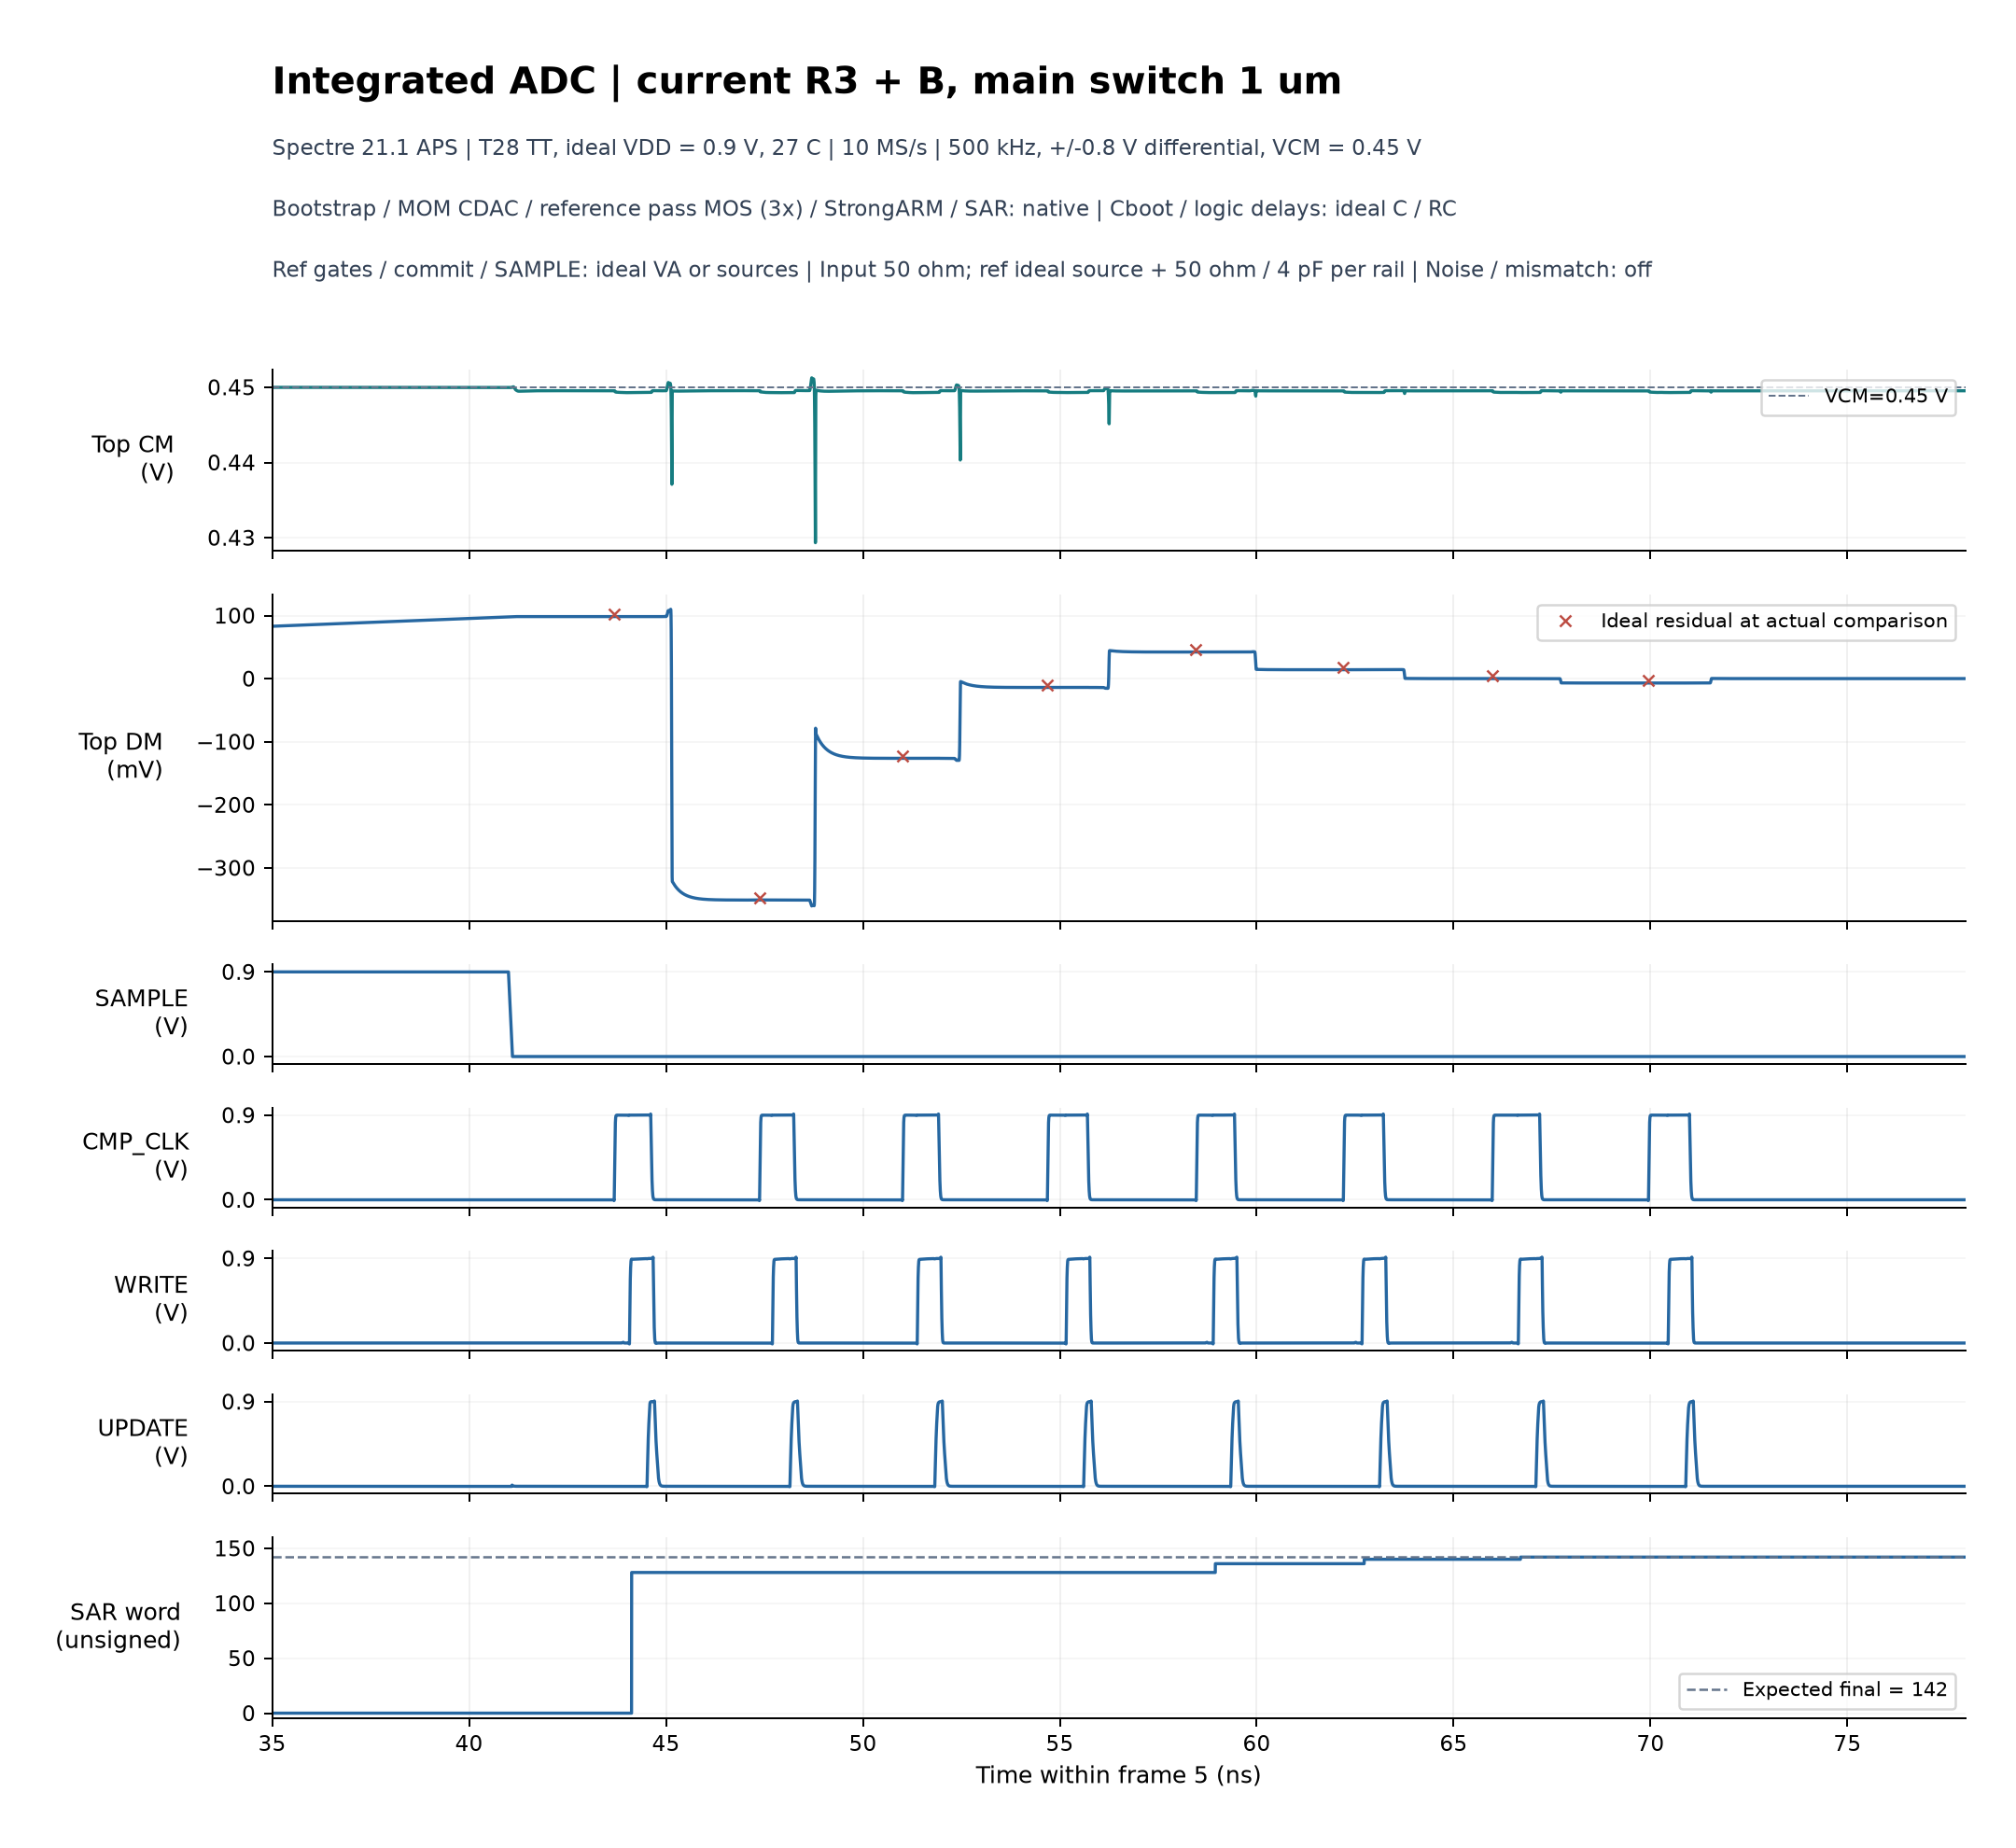 Integrated ADC | current R3 + B, main switch 1 um
Spectre 21.1 APS | T28 TT, ideal VDD = 0.9 V, 27 C | 10 MS/s | 500 kHz, +/-0.8 V differential, VCM = 0.45 V
Bootstrap / MOM CDAC / reference pass MOS (3x) / StrongARM / SAR: native | Cboot / logic delays: ideal C / RC
Ref gates / commit / SAMPLE: ideal VA or sources | Input 50 ohm; ref ideal source + 50 ohm / 4 pF per rail | Noise / mismatch: off
Top CM
(V)
0.45
0.44
0.43
VCM=0.45 V
Top DM
(mV)
100
0
−100
−200
−300
Ideal residual at actual comparison
SAMPLE
(V)
0.9
0.0
CMP_CLK
(V)
0.9
0.0
WRITE
(V)
0.9
0.0
UPDATE
(V)
0.9
0.0
SAR word
(unsigned)
150
100
50
0
Expected final = 142
35 40 45 50 55 60 65 70 75
Time within frame 5 (ns)